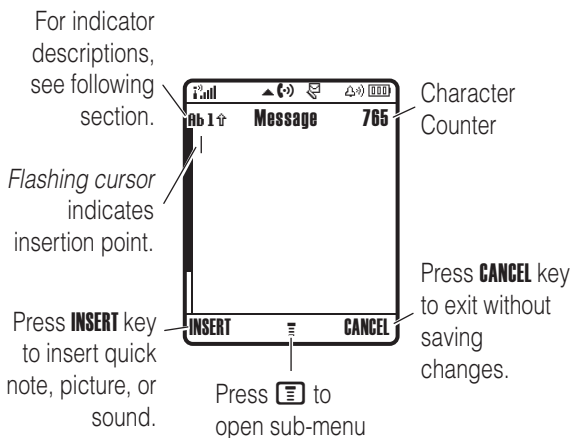 For indicator
descriptions,
see following
section.
Ab 1⇧ Message 765
Character
Counter
Flashing cursor
indicates
insertion point.
Press INSERT key
to insert quick
note, picture, or
sound.
INSERT CANCEL
Press CANCEL key
to exit without
saving
changes.
Press to
open sub-menu